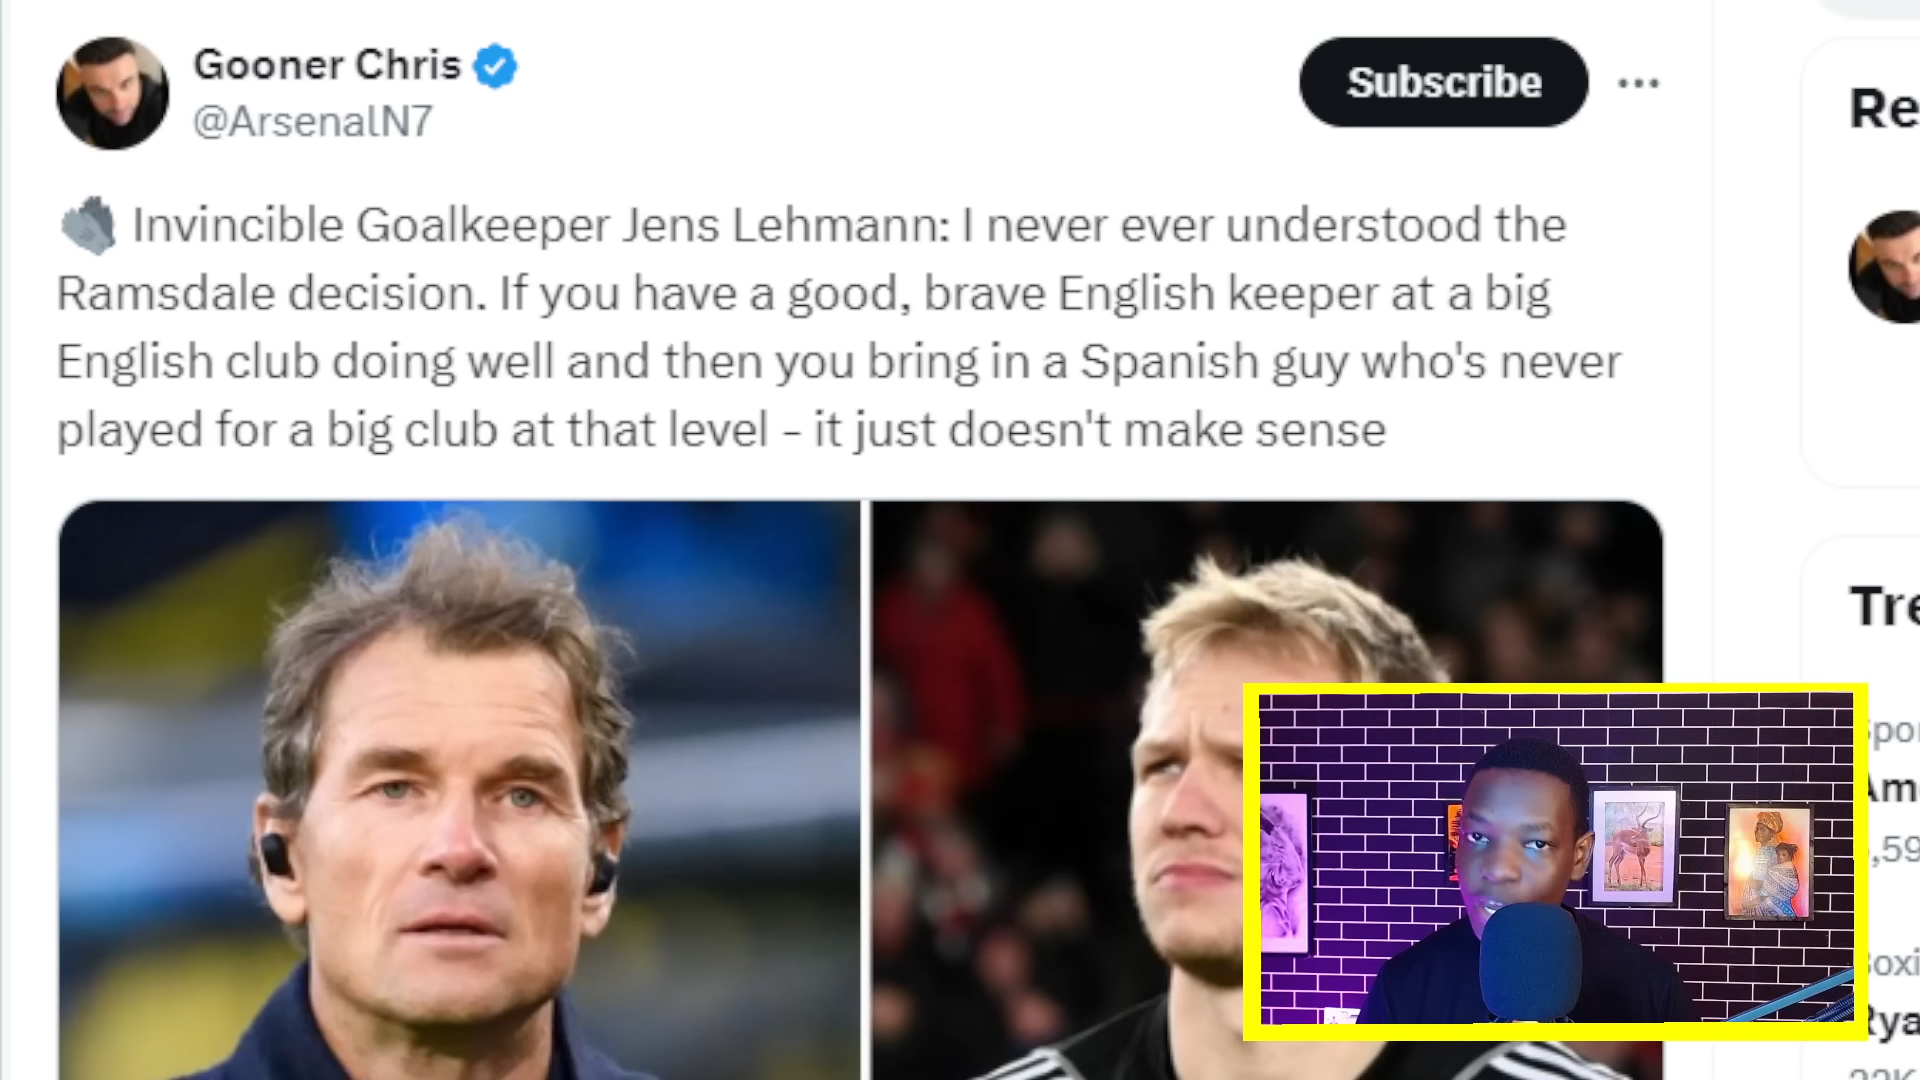 Gooner Chris
@ArsenalN7
Subscribe
Invincible Goalkeeper Jens Lehmann: I never ever understood the
Ramsdale decision. If you have a good, brave English keeper at a big
English club doing well and then you bring in a Spanish guy who's never
played for a big club at that level – it just doesn't make sense
Re
Tre